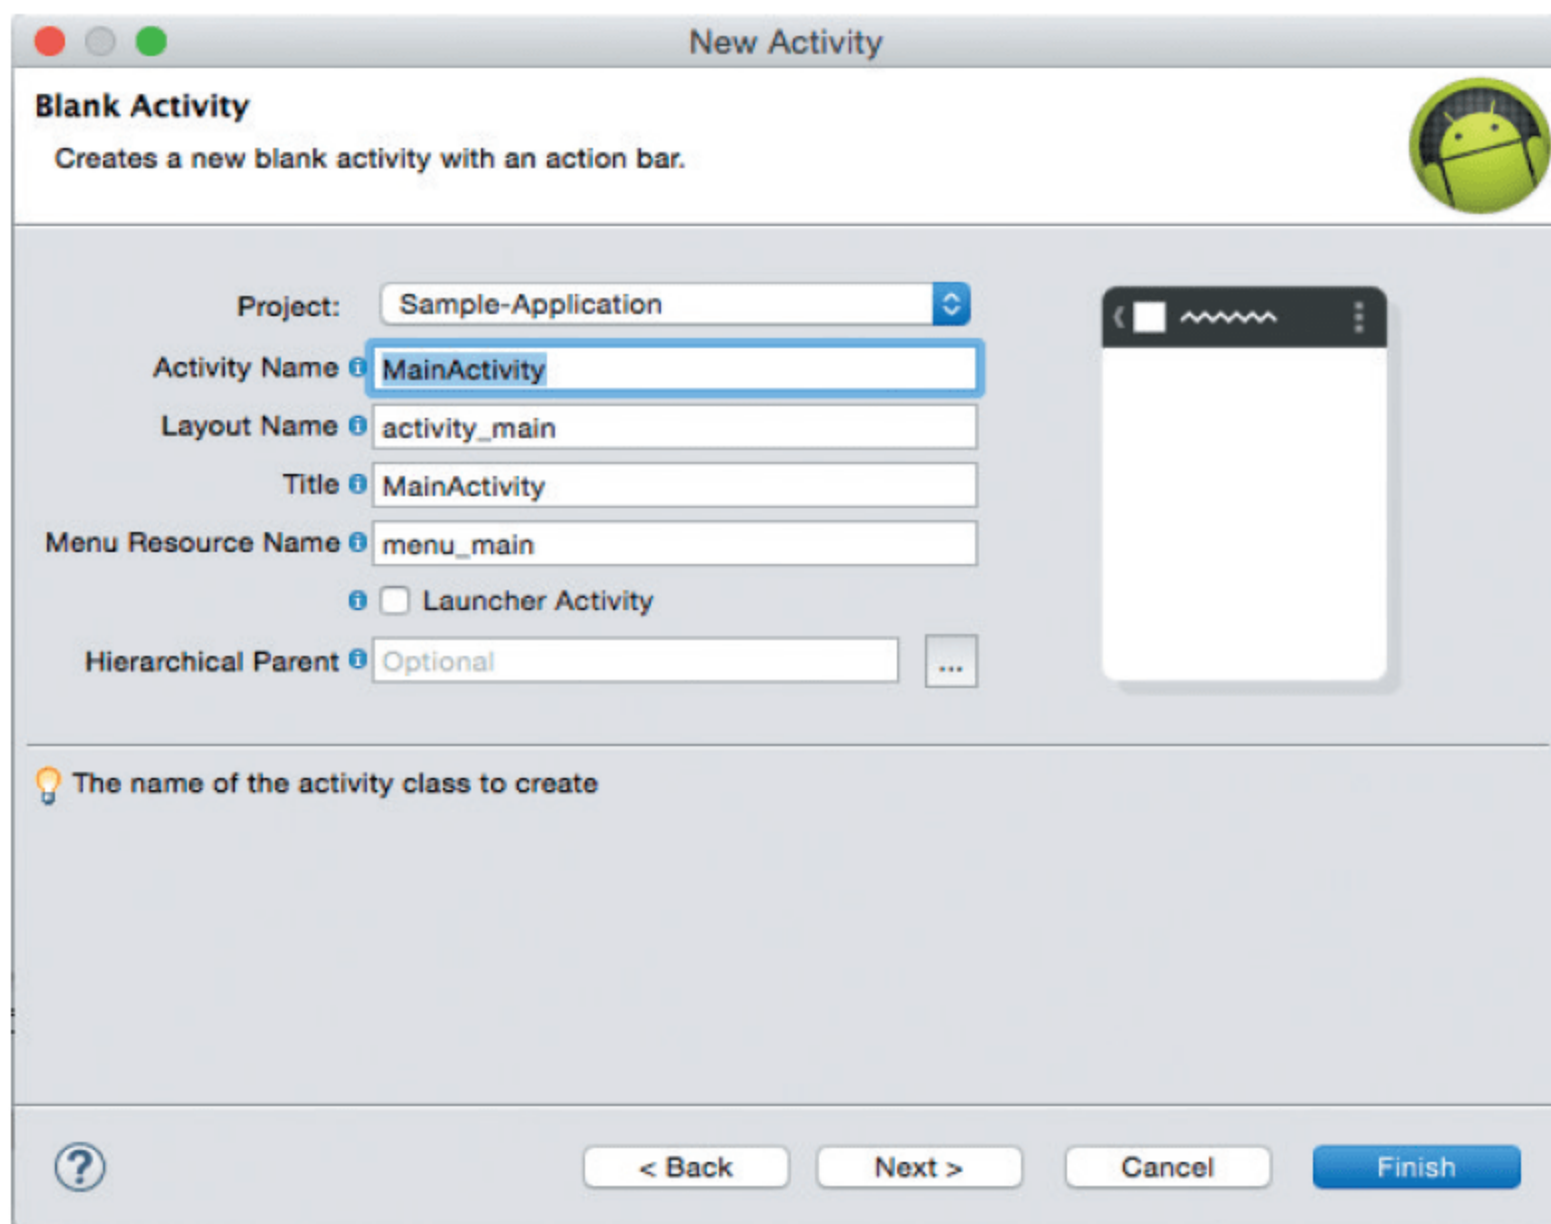 New Activity
Blank Activity
Creates a new blank activity with an action bar.
Project: Sample-Application
Activity Name MainActivity
Layout Name activity_main
Title MainActivity
Menu Resource Name menu_main
Launcher Activity
Hierarchical Parent Optional ...
The name of the activity class to create
? < Back Next > Cancel Finish